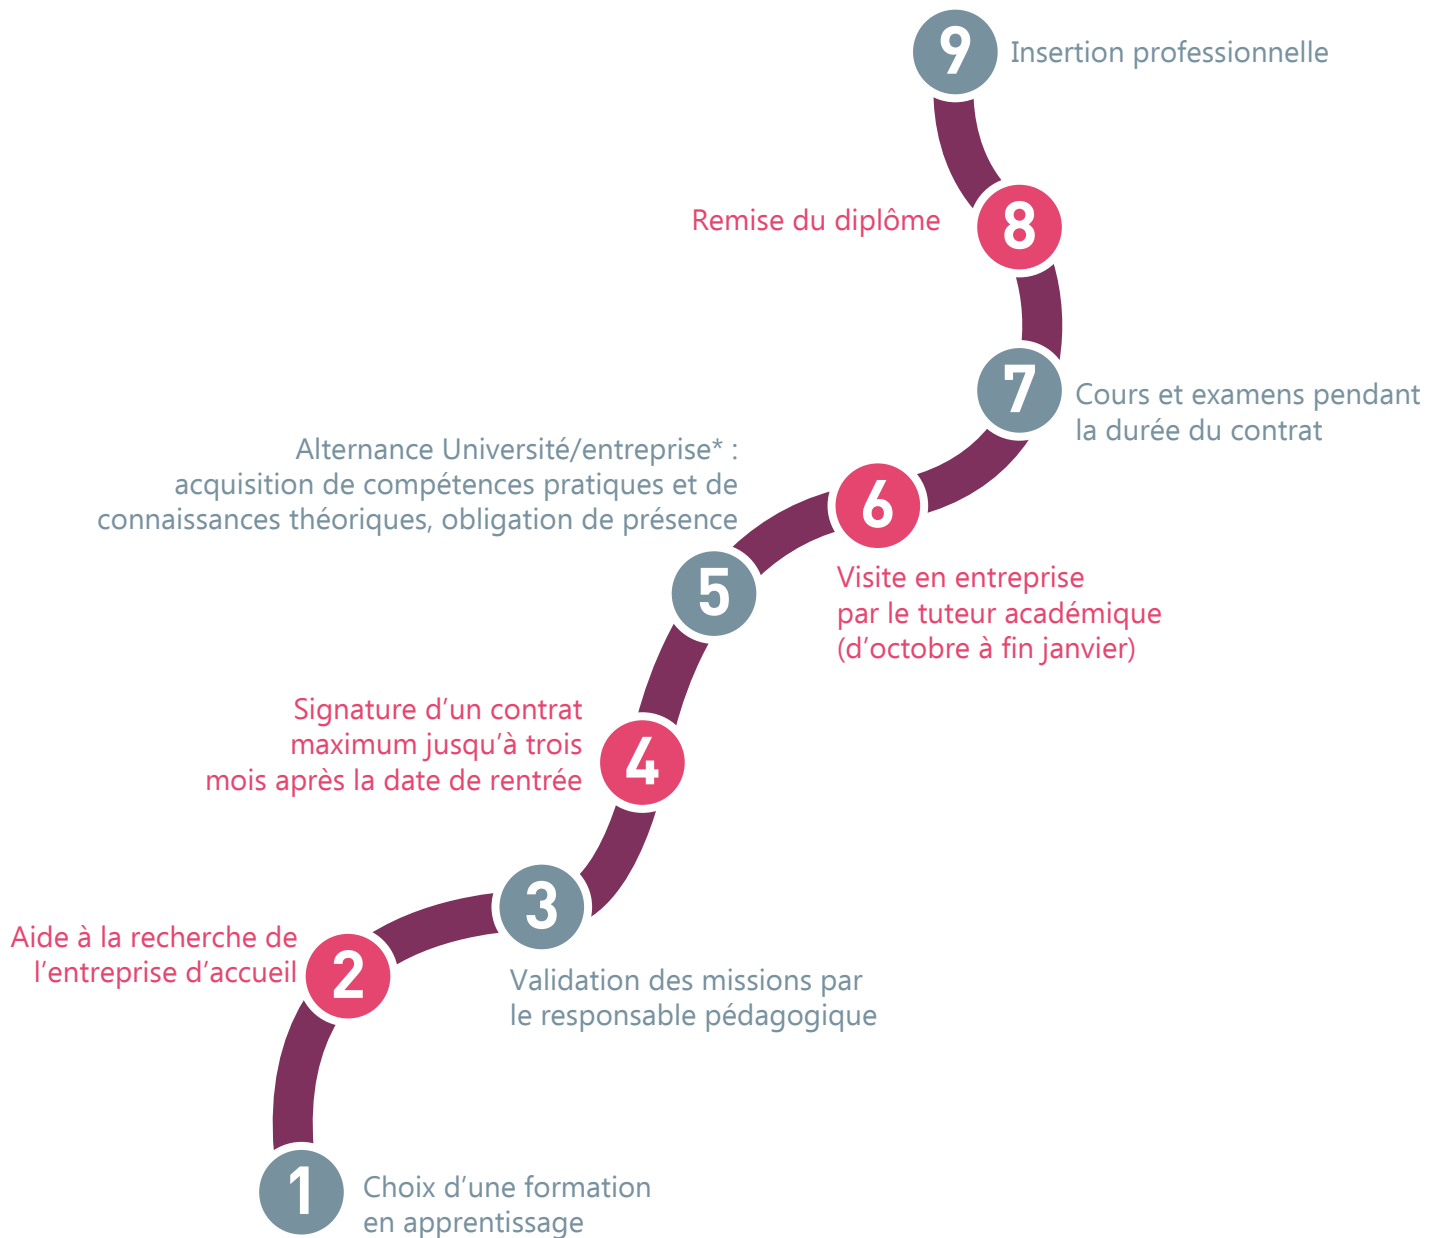 9
Insertion professionnelle
Remise du diplôme
8
7
Cours et examens pendant
la durée du contrat
Alternance Université/entreprise* :
acquisition de compétences pratiques et de
connaissances théoriques, obligation de présence
6
Visite en entreprise
par le tuteur académique
(d’octobre à fin janvier)
5
Signature d’un contrat
maximum jusqu’à trois
mois après la date de rentrée
4
3
Validation des missions par
le responsable pédagogique
Aide à la recherche de
l’entreprise d’accueil
2
1
Choix d’une formation
en apprentissage